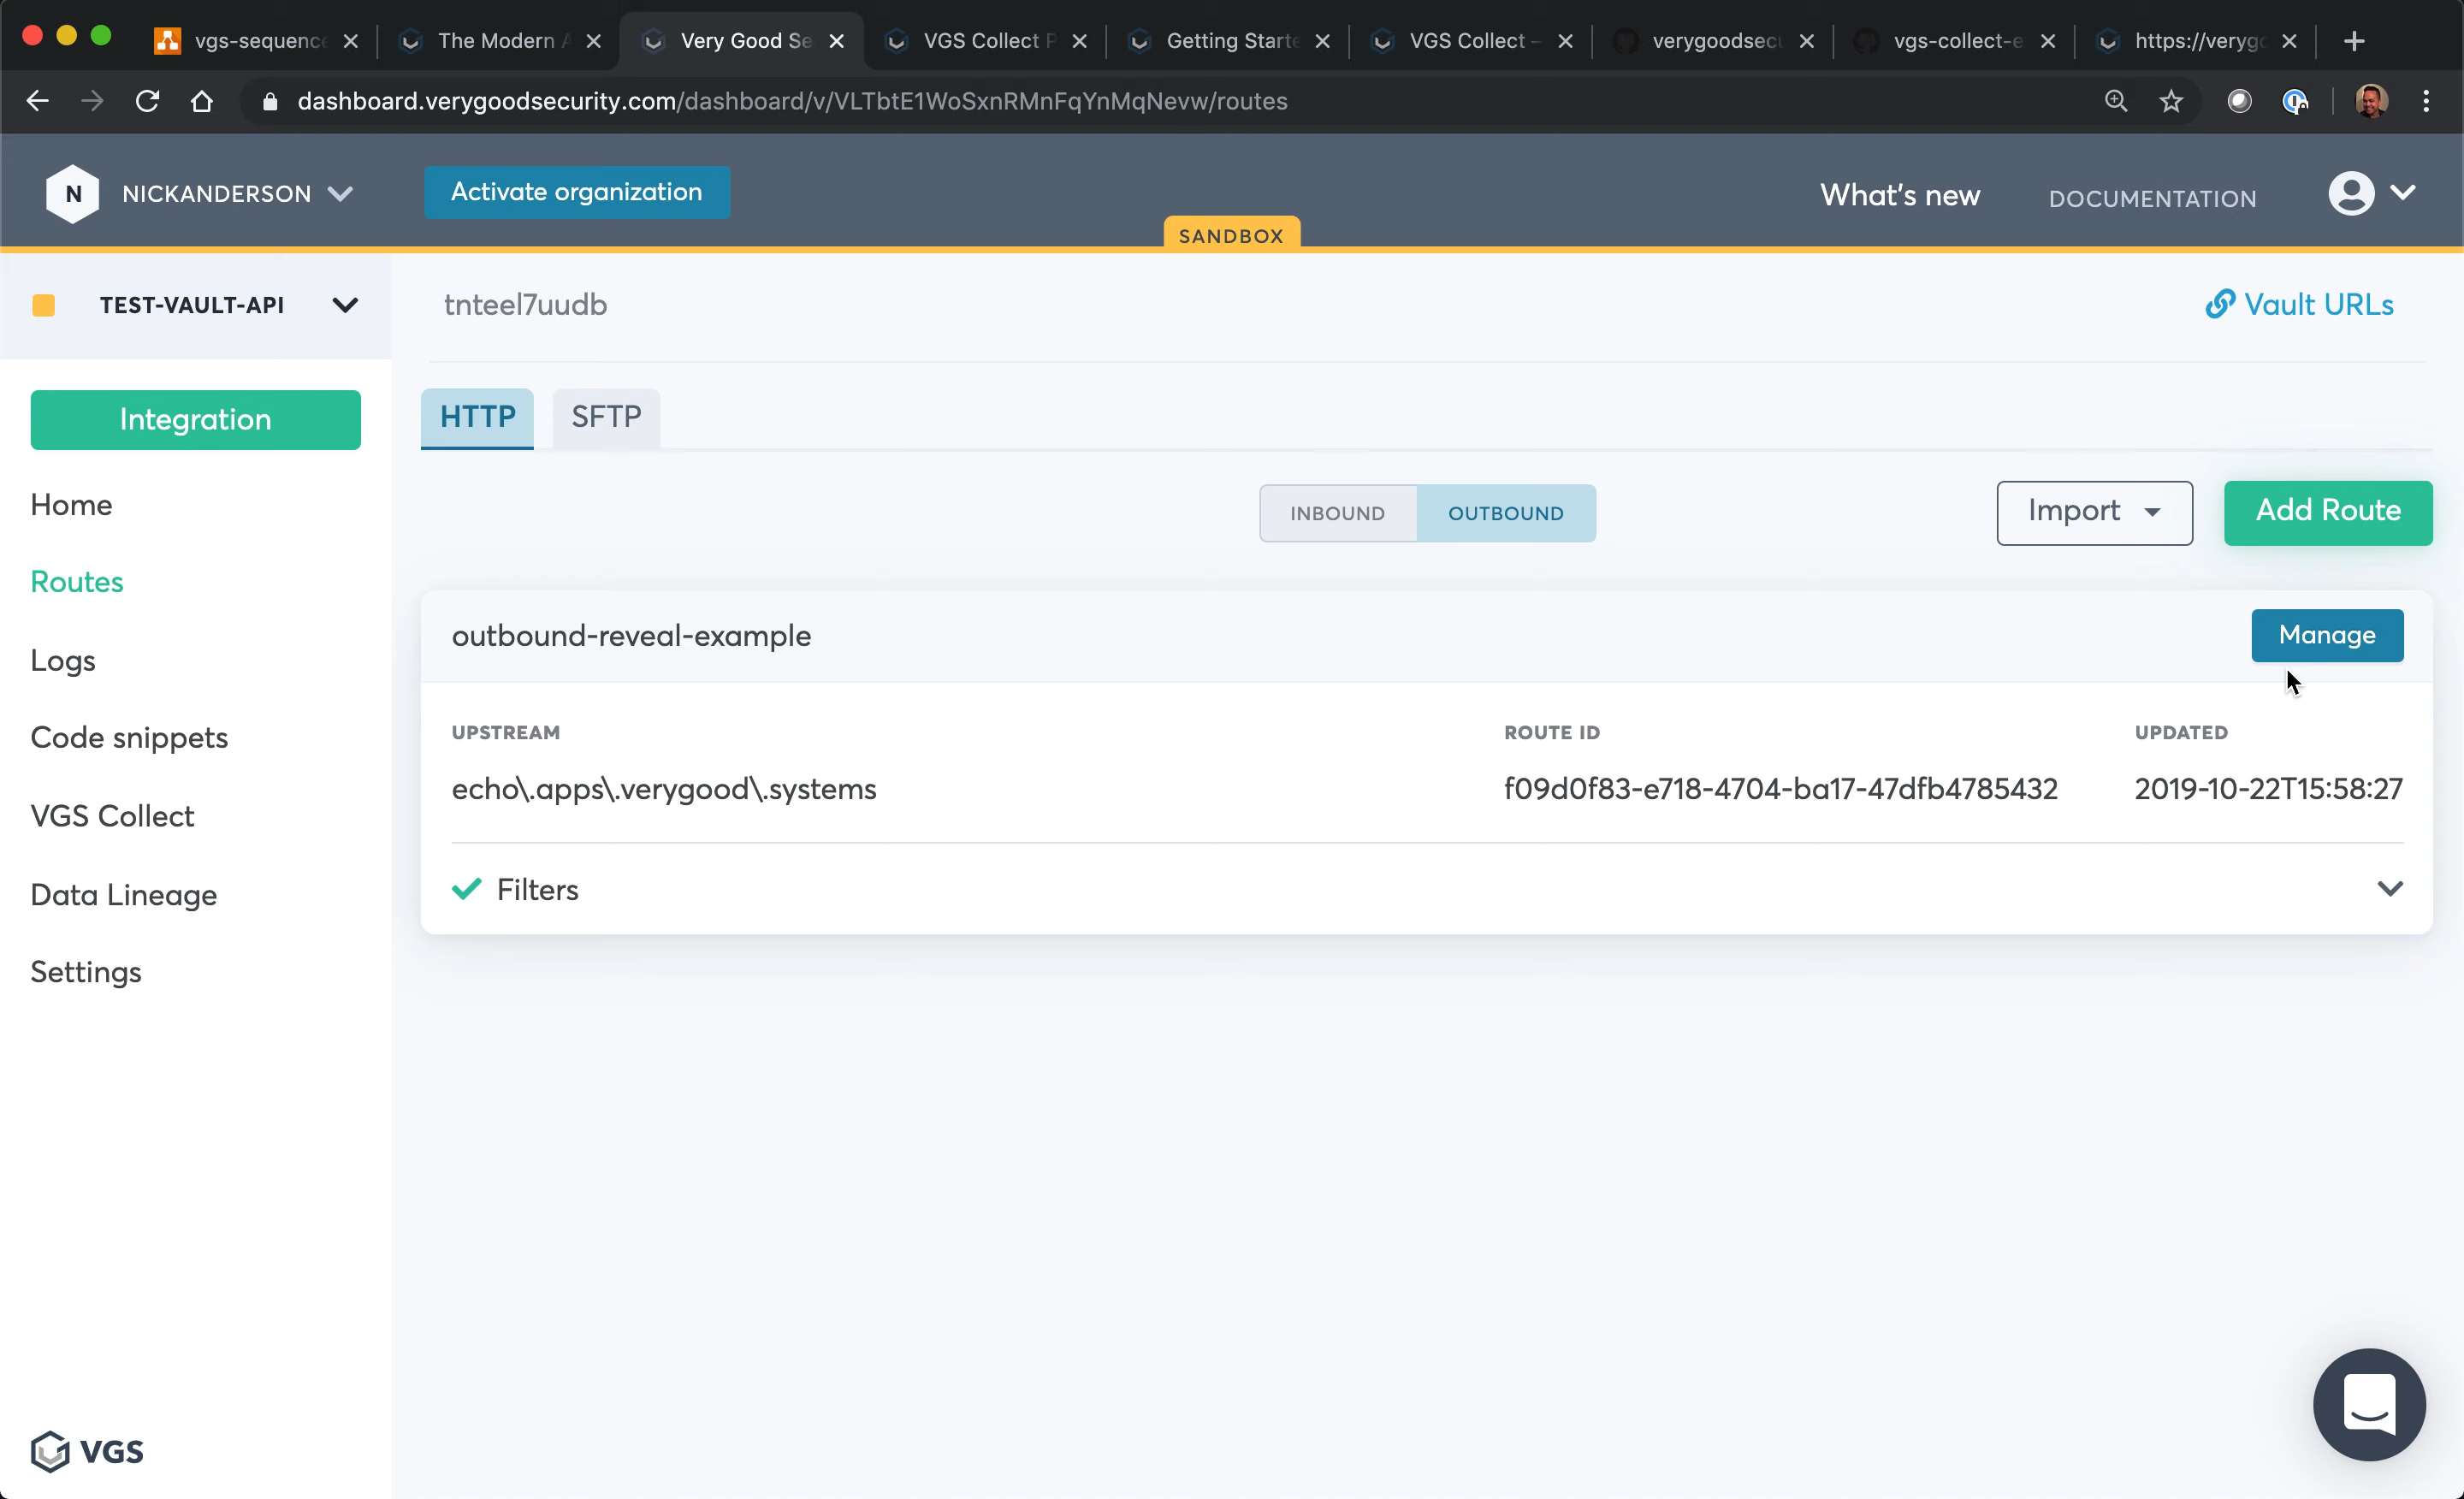 vgs-sequence
The Modern A
Very Good Se
VGS Collect P
Getting Starte
VGS Collect –
verygoodsecu
vgs-collect-e
https://verygo
dashboard.verygoodsecurity.com/dashboard/v/VLTbtE1WoSxnRMnFqYnMqNevw/routes
N
NICKANDERSON
Activate organization
What's new
DOCUMENTATION
SANDBOX
TEST-VAULT-API
tnteel7uudb
Vault URLs
Integration
HTTP
SFTP
Home
INBOUND
OUTBOUND
Import
Add Route
Routes
outbound-reveal-example
Manage
Logs
Code snippets
UPSTREAM
ROUTE ID
UPDATED
echo\.apps\.verygood\.systems
f09d0f83-e718-4704-ba17-47dfb4785432
2019-10-22T15:58:27
VGS Collect
Filters
Data Lineage
Settings
VGS